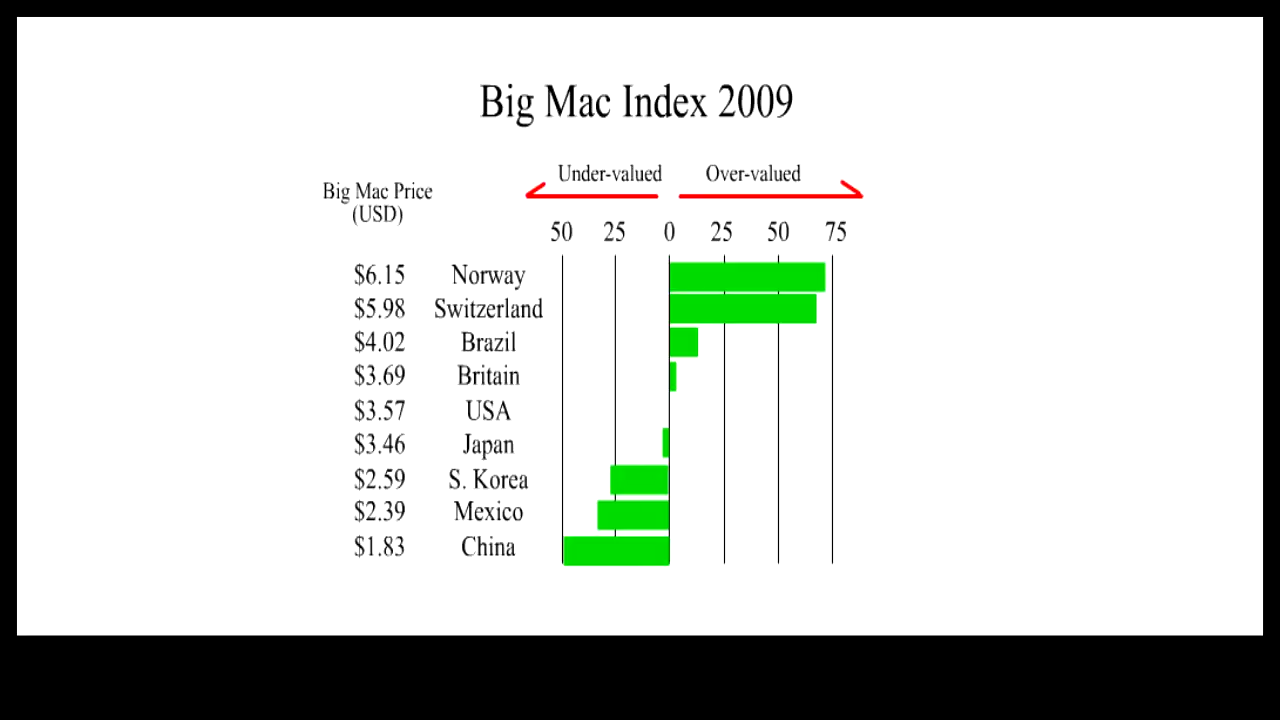 Big Mac Index 2009
Under-valued Over-valued
Big Mac Price
(USD)
50 25 0 25 50 75
$6.15 Norway
$5.98 Switzerland
$4.02 Brazil
$3.69 Britain
$3.57 USA
$3.46 Japan
$2.59 S. Korea
$2.39 Mexico
$1.83 China